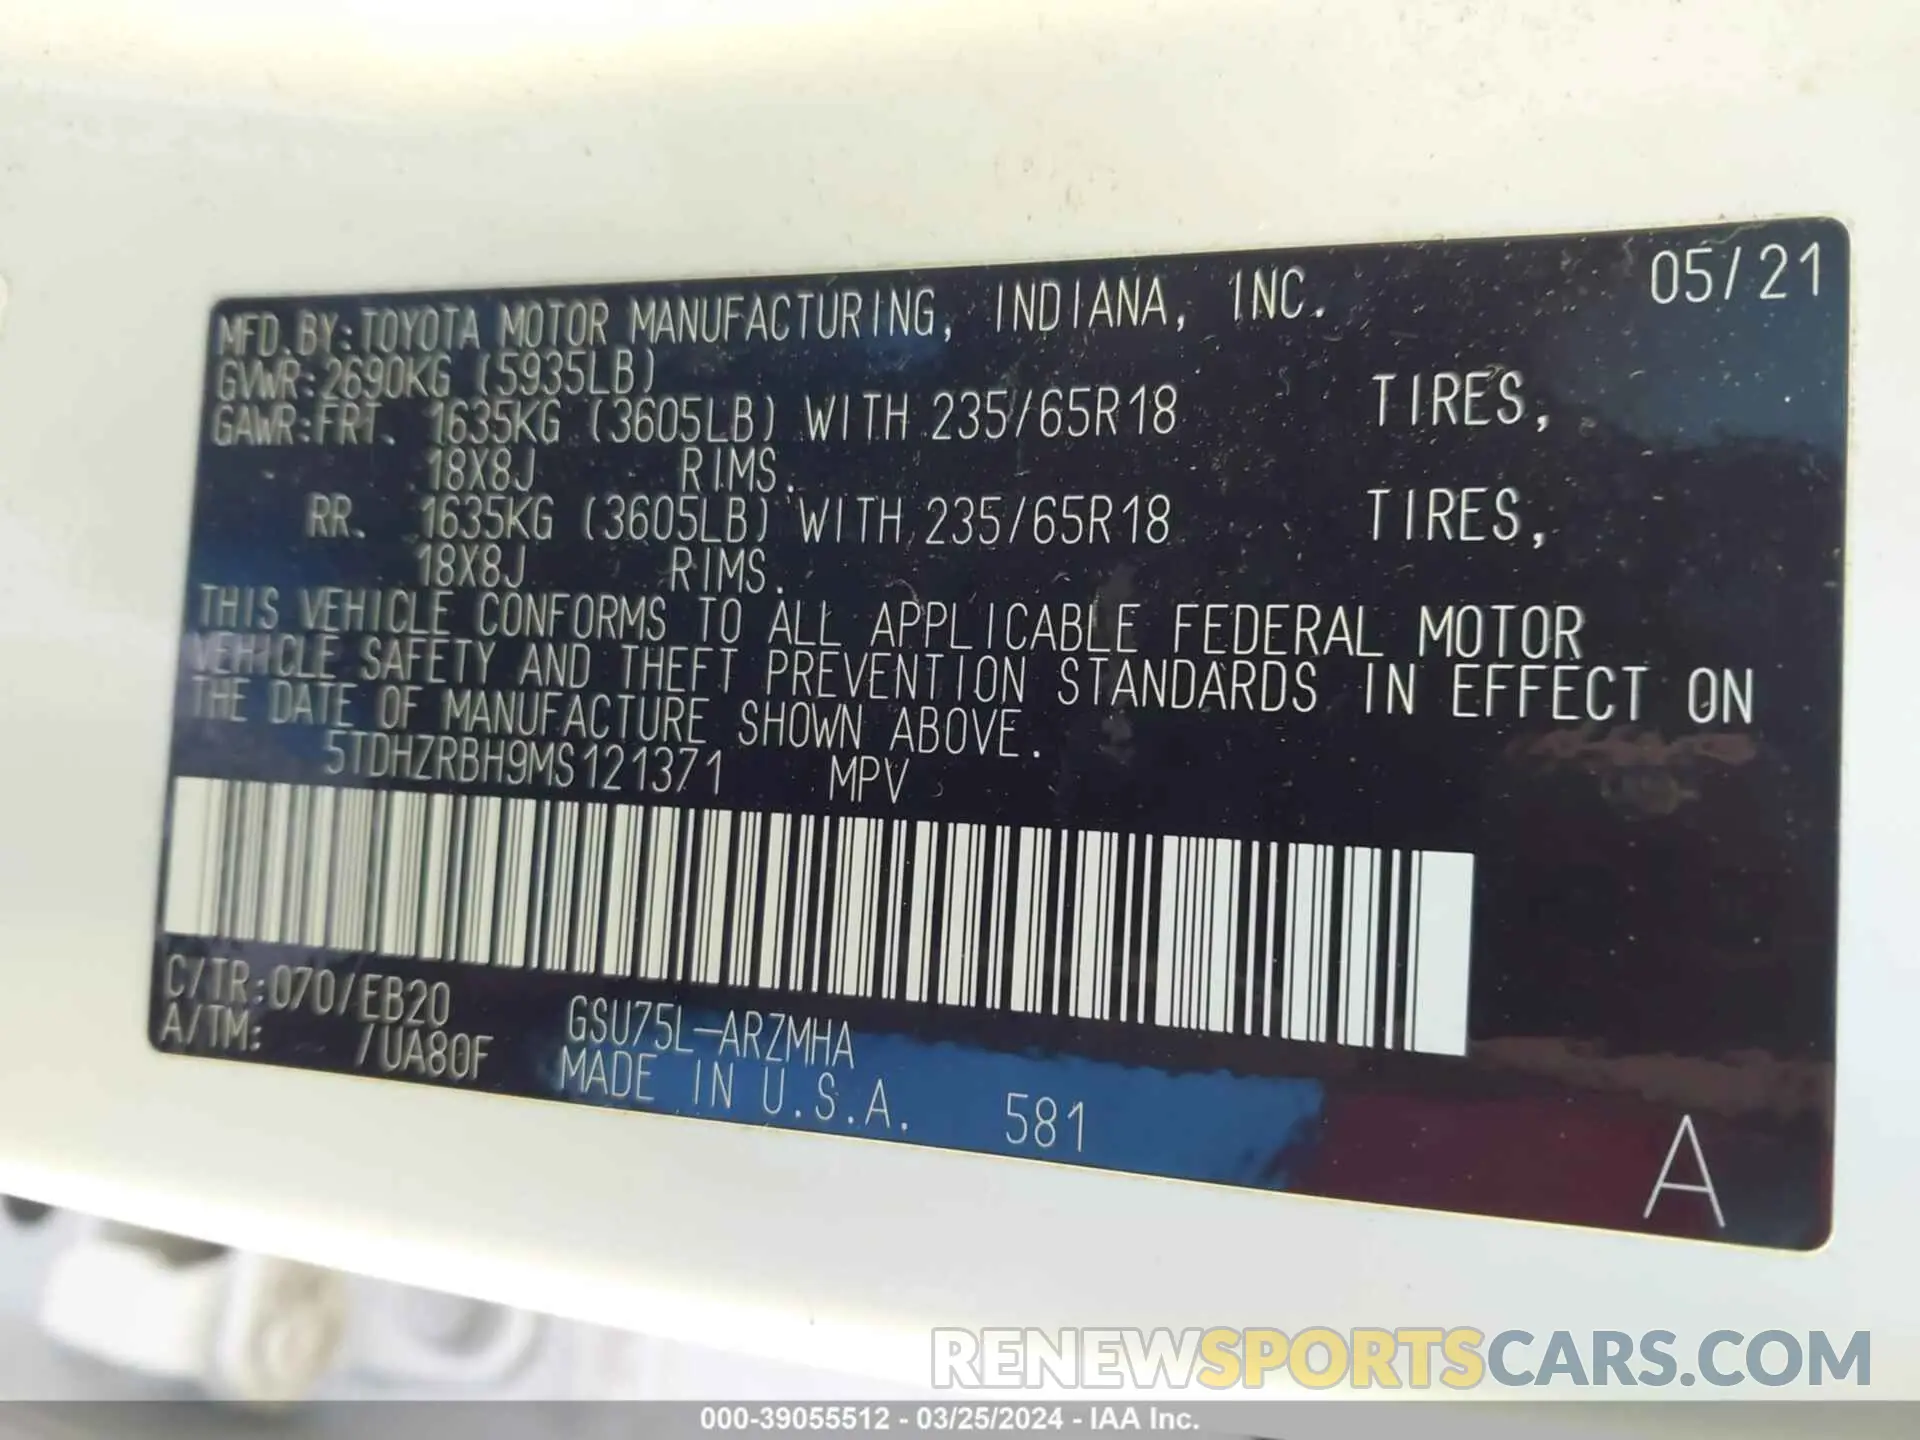 05/21
MFD. BY: TOYOTA MOTOR MANUFACTURING, INDIANA, INC.
GVWR: 2690KG (5935LB)
GAWR: FRT. 1635KG (3605LB) WITH 235/65R18 TIRES,
18X8J RIMS.
RR. 1635KG (3605LB) WITH 235/65R18 TIRES,
18X8J RIMS.
THIS VEHICLE CONFORMS TO ALL APPLICABLE FEDERAL MOTOR
VEHICLE SAFETY AND THEFT PREVENTION STANDARDS IN EFFECT ON
THE DATE OF MANUFACTURE SHOWN ABOVE.
5TDHZRBH9MS121371 MPV
C/TR: 070/EB20 GSU75L-ARZMHA
A/TM: /UA80F MADE IN U.S.A. 581
A
RENEWSPORTSCARS.COM
000-39055512 - 03/25/2024 - IAA Inc.